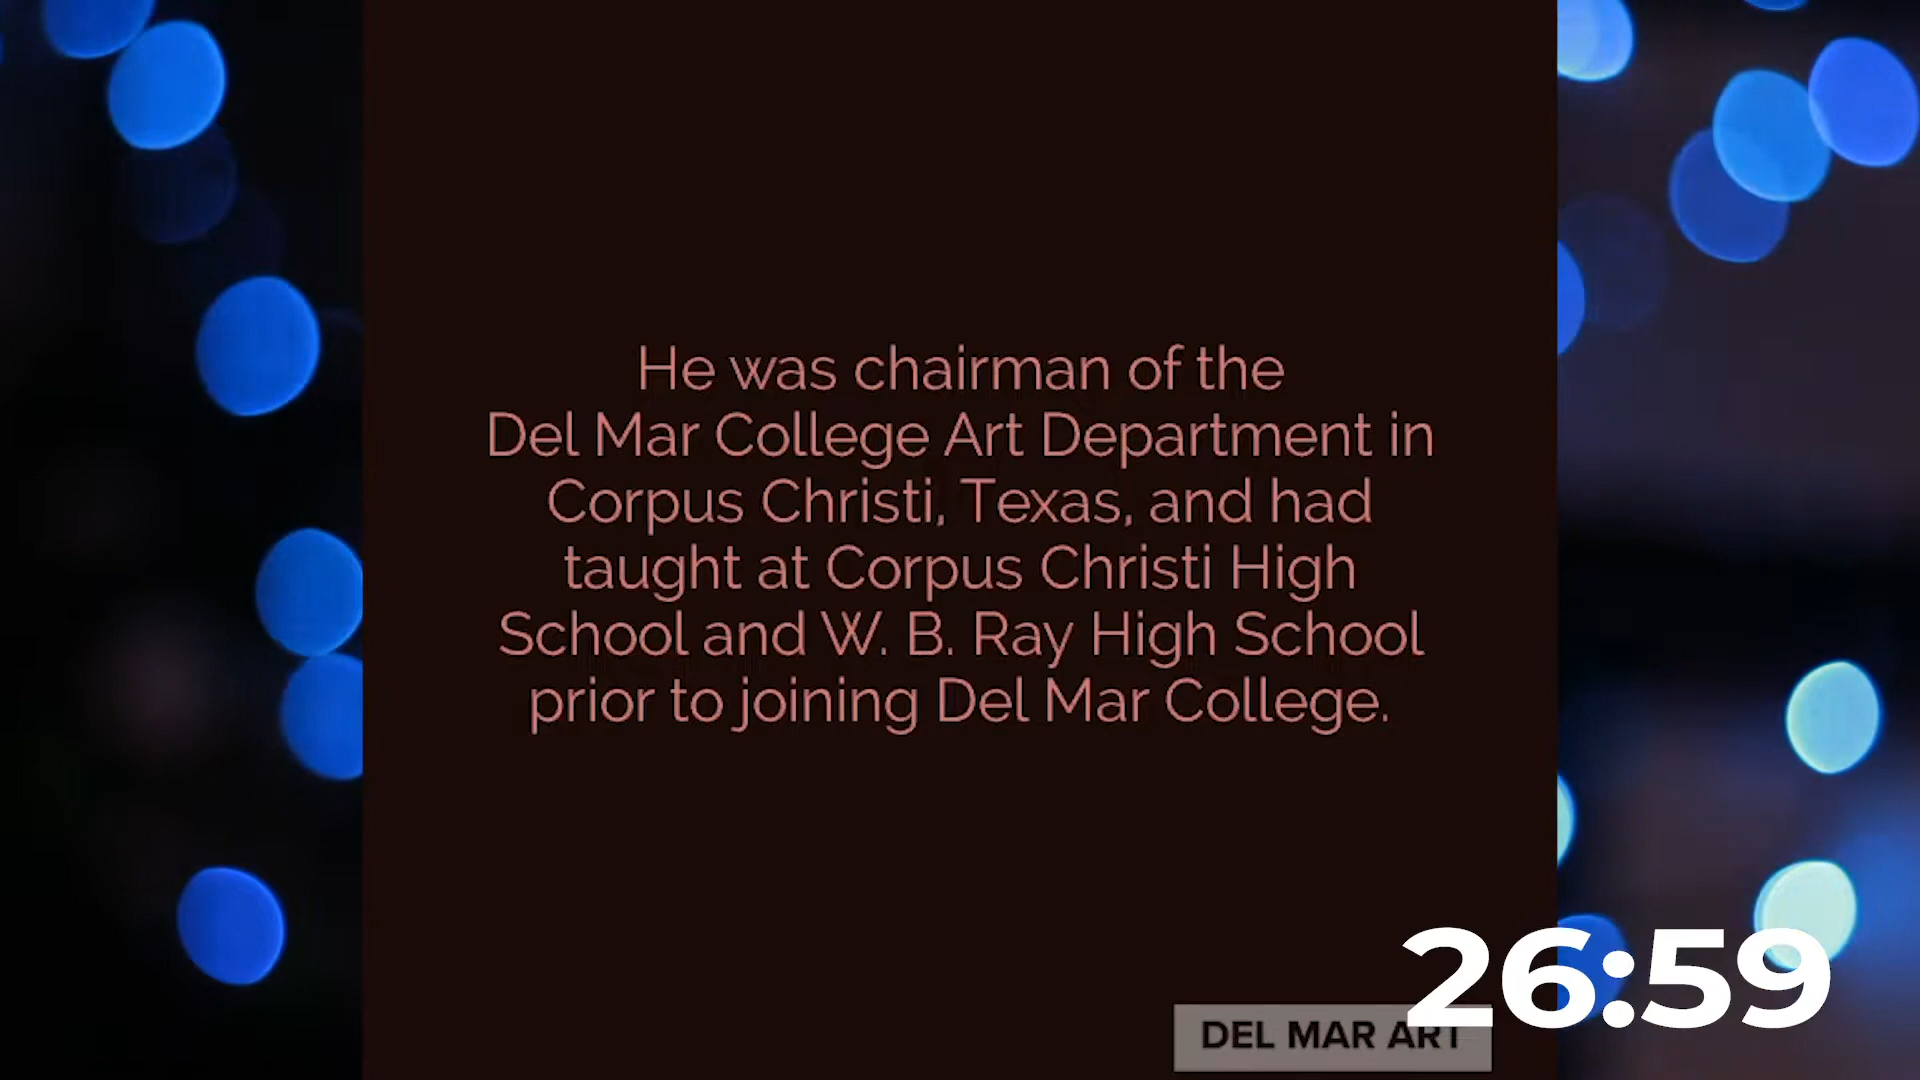 He was chairman of the
Del Mar College Art Department in
Corpus Christi, Texas, and had
taught at Corpus Christi High
School and W. B. Ray High School
prior to joining Del Mar College.
26:59
DEL MAR ART